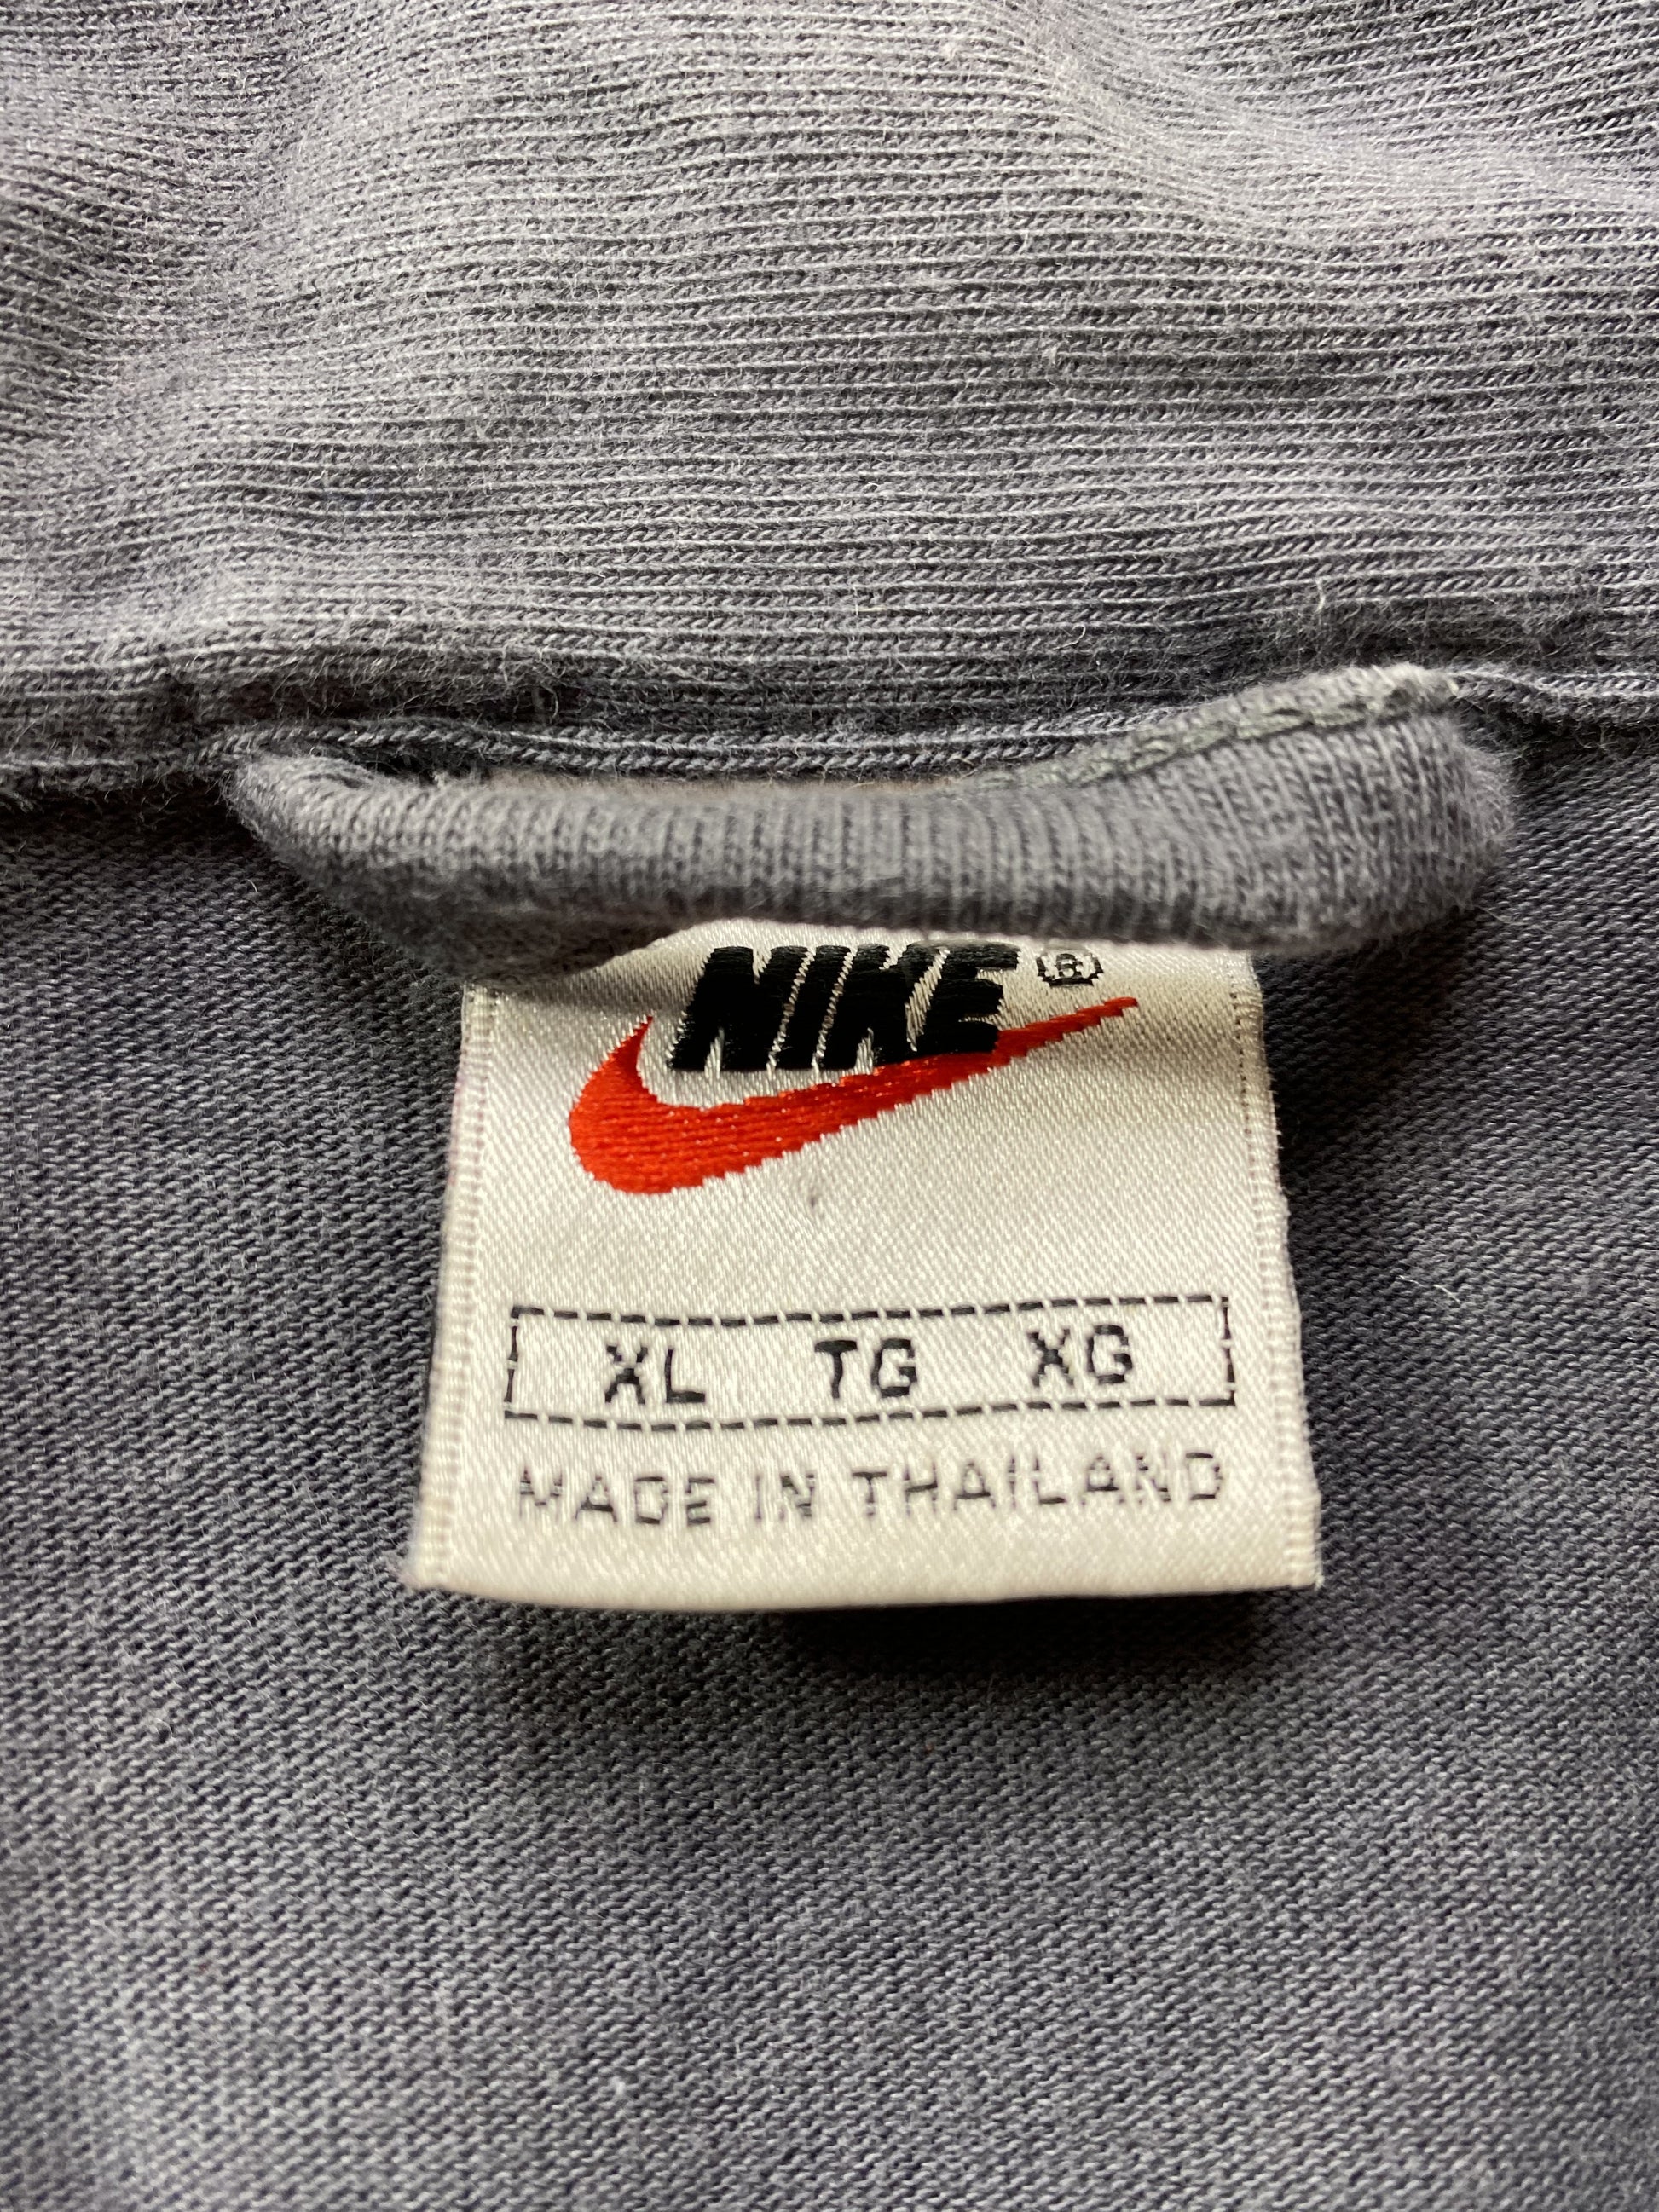 NIKE ®
XL TG XG
MADE IN THAILAND